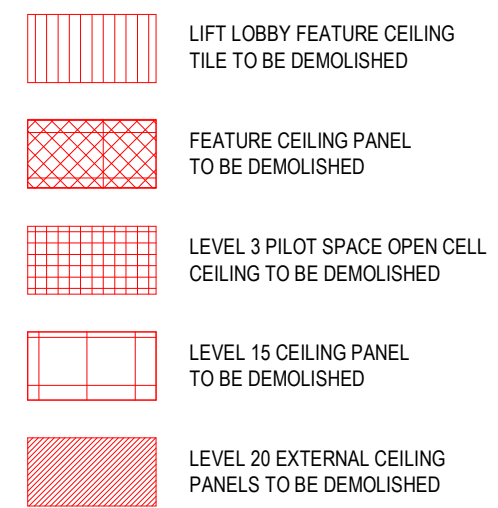 LIFT LOBBY FEATURE CEILING
TILE TO BE DEMOLISHED
FEATURE CEILING PANEL
TO BE DEMOLISHED
LEVEL 3 PILOT SPACE OPEN CELL
CEILING TO BE DEMOLISHED
LEVEL 15 CEILING PANEL
TO BE DEMOLISHED
LEVEL 20 EXTERNAL CEILING
PANELS TO BE DEMOLISHED